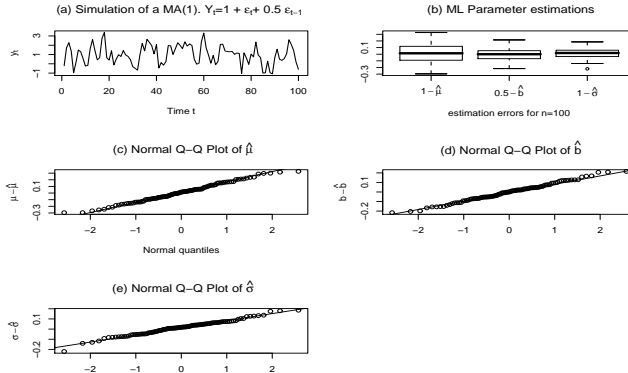 (a) Simulation of a MA(1). Yₜ=1 + εₜ+ 0.5 εₜ₋₁
yₜ
3
1
−1
0 20 40 60 80 100
Time t
(b) ML Parameter estimations
0.1
−0.3
1−μ̂ 0.5−b̂ 1−σ̂
estimation errors for n=100
(c) Normal Q−Q Plot of μ̂
μ−μ̂
0.1
−0.3
−2 −1 0 1 2
Normal quantiles
(d) Normal Q−Q Plot of b̂
b−b̂
0.1
−0.2
−2 −1 0 1 2
(e) Normal Q−Q Plot of σ̂
σ−σ̂
0.1
−0.2
−2 −1 0 1 2